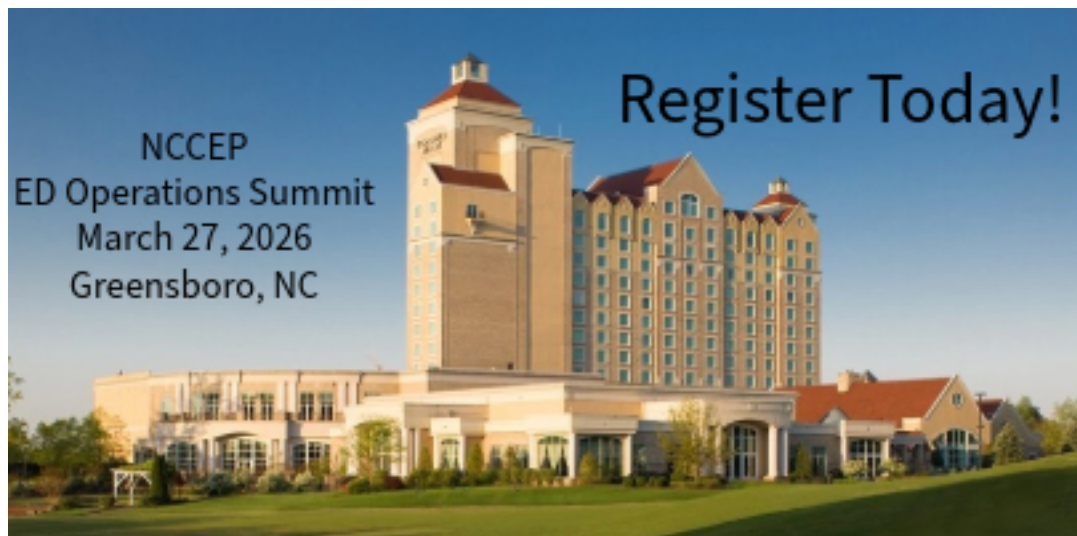 NCCEP
ED Operations Summit
March 27, 2026
Greensboro, NC
Register Today!